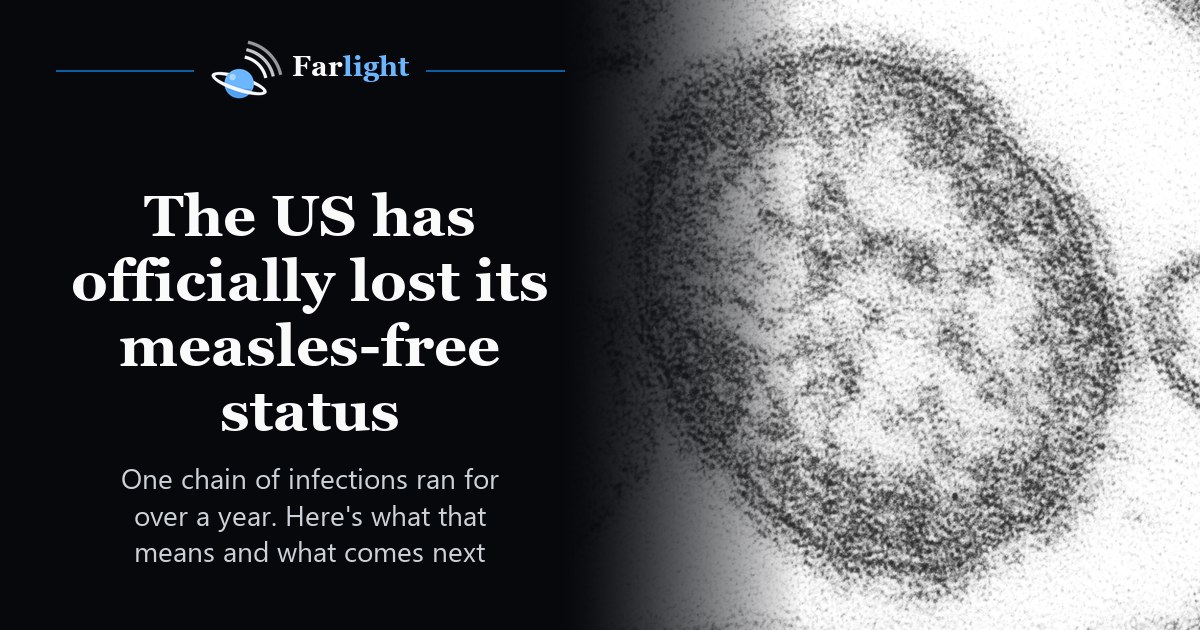 Farlight
The US has
officially lost its
measles-free
status
One chain of infections ran for
over a year. Here's what that
means and what comes next